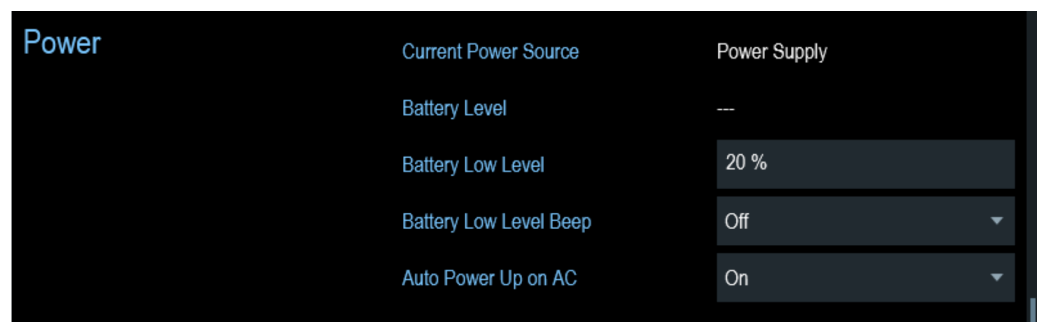 Power
Current Power Source Power Supply
Battery Level ---
Battery Low Level 20 %
Battery Low Level Beep Off
Auto Power Up on AC On